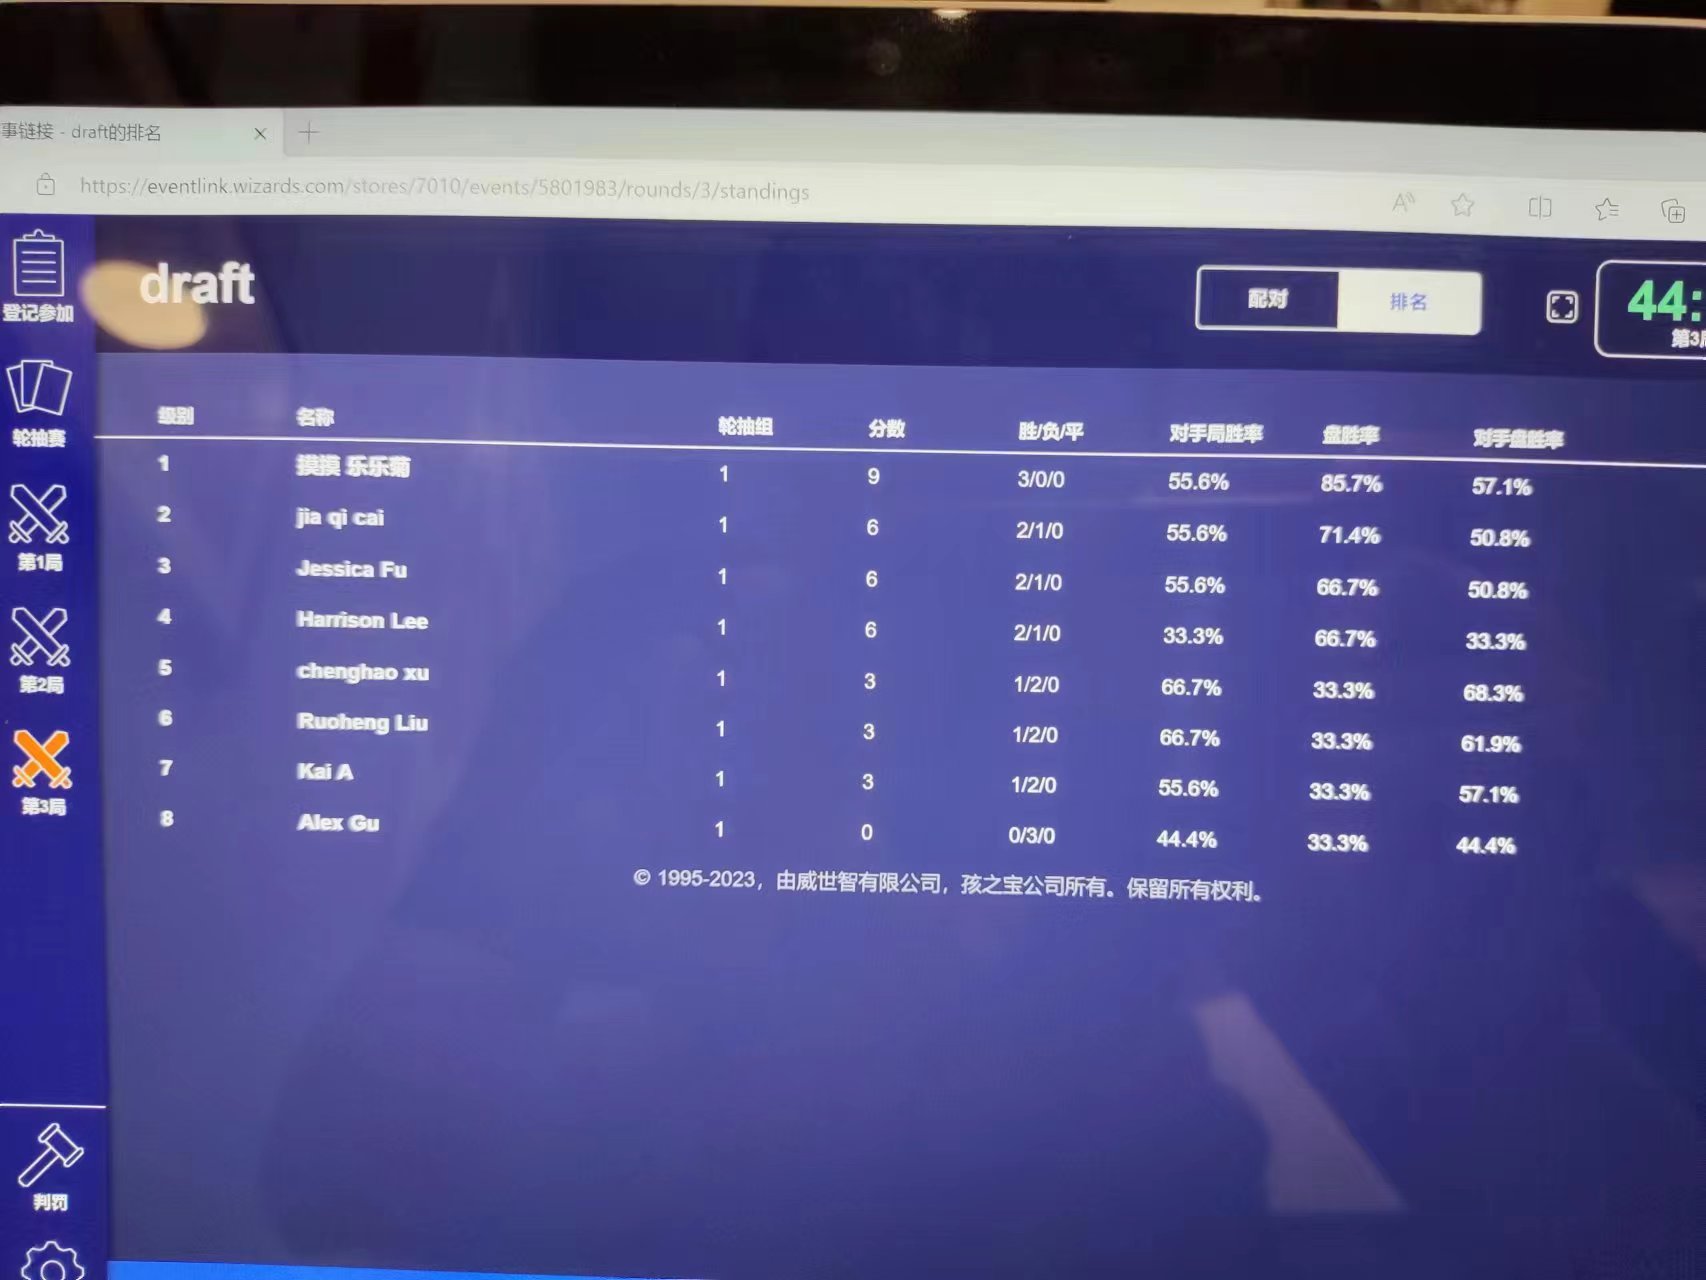 事链接 - draft的排名
https://eventlink.wizards.com/stores/7010/events/5801983/rounds/3/standings
登记参加
轮抽赛
第1局
第2局
第3局
判罚
draft
配对 排名
44:
第3局
级别 名称 轮抽组 分数 胜/负/平 对手局胜率 盘胜率 对手盘胜率
1 摸摸 乐乐菊 1 9 3/0/0 55.6% 85.7% 57.1%
2 jia qi cai 1 6 2/1/0 55.6% 71.4% 50.8%
3 Jessica Fu 1 6 2/1/0 55.6% 66.7% 50.8%
4 Harrison Lee 1 6 2/1/0 33.3% 66.7% 33.3%
5 chenghao xu 1 3 1/2/0 66.7% 33.3% 68.3%
6 Ruoheng Liu 1 3 1/2/0 66.7% 33.3% 61.9%
7 Kai A 1 3 1/2/0 55.6% 33.3% 57.1%
8 Alex Gu 1 0 0/3/0 44.4% 33.3% 44.4%
© 1995-2023，由威世智有限公司，孩之宝公司所有。保留所有权利。